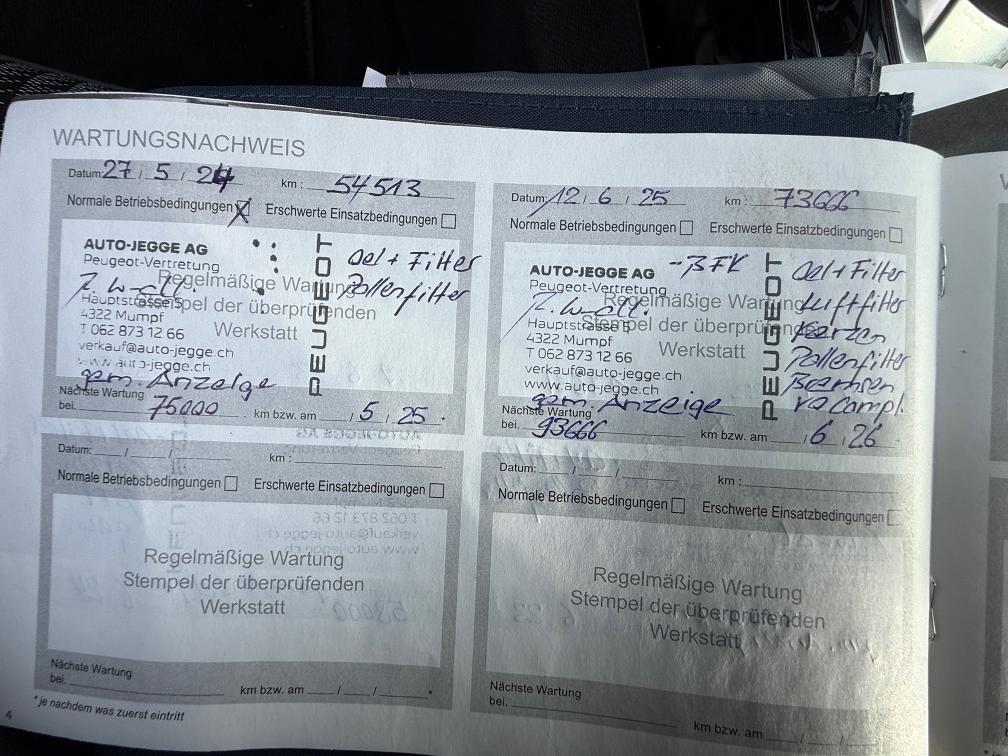 WARTUNGSNACHWEIS
Datum: 27 / 5 / 24 km : 54513
Normale Betriebsbedingungen Erschwerte Einsatzbedingungen
AUTO-JEGGE AG
Peugeot-Vertretung
Hauptstrasse 5
4322 Mumpf
T 062 873 12 66
verkauf@auto-jegge.ch
www.auto-jegge.ch
PEUGEOT
Regelmäßige Wartung
Stempel der überprüfenden
Werkstatt
Oel + Filter
Pollenfilter
gem. Anzeige
Nächste Wartung
bei. 75000 km bzw. am / 5 / 25 .
Datum: 12 / 6 / 25 km : 73666
Normale Betriebsbedingungen Erschwerte Einsatzbedingungen
AUTO-JEGGE AG
Peugeot-Vertretung
Hauptstrasse 5
4322 Mumpf
T 062 873 12 66
verkauf@auto-jegge.ch
www.auto-jegge.ch
PEUGEOT
Regelmäßige Wartung
Stempel der überprüfenden
Werkstatt
- BFK
Oel + Filter
Luftfilter
Kerzen
Pollenfilter
Bremsen
vo compl.
gem. Anzeige
Nächste Wartung
bei. 93666 km bzw. am / 6 / 26
Datum: / / km :
Normale Betriebsbedingungen Erschwerte Einsatzbedingungen
Regelmäßige Wartung
Stempel der überprüfenden
Werkstatt
Nächste Wartung
bei. km bzw. am / / *
Datum: / / km :
Normale Betriebsbedingungen Erschwerte Einsatzbedingungen
Regelmäßige Wartung
Stempel der überprüfenden
Werkstatt
Nächste Wartung
bei. km bzw. am / /
* je nachdem was zuerst eintritt
4